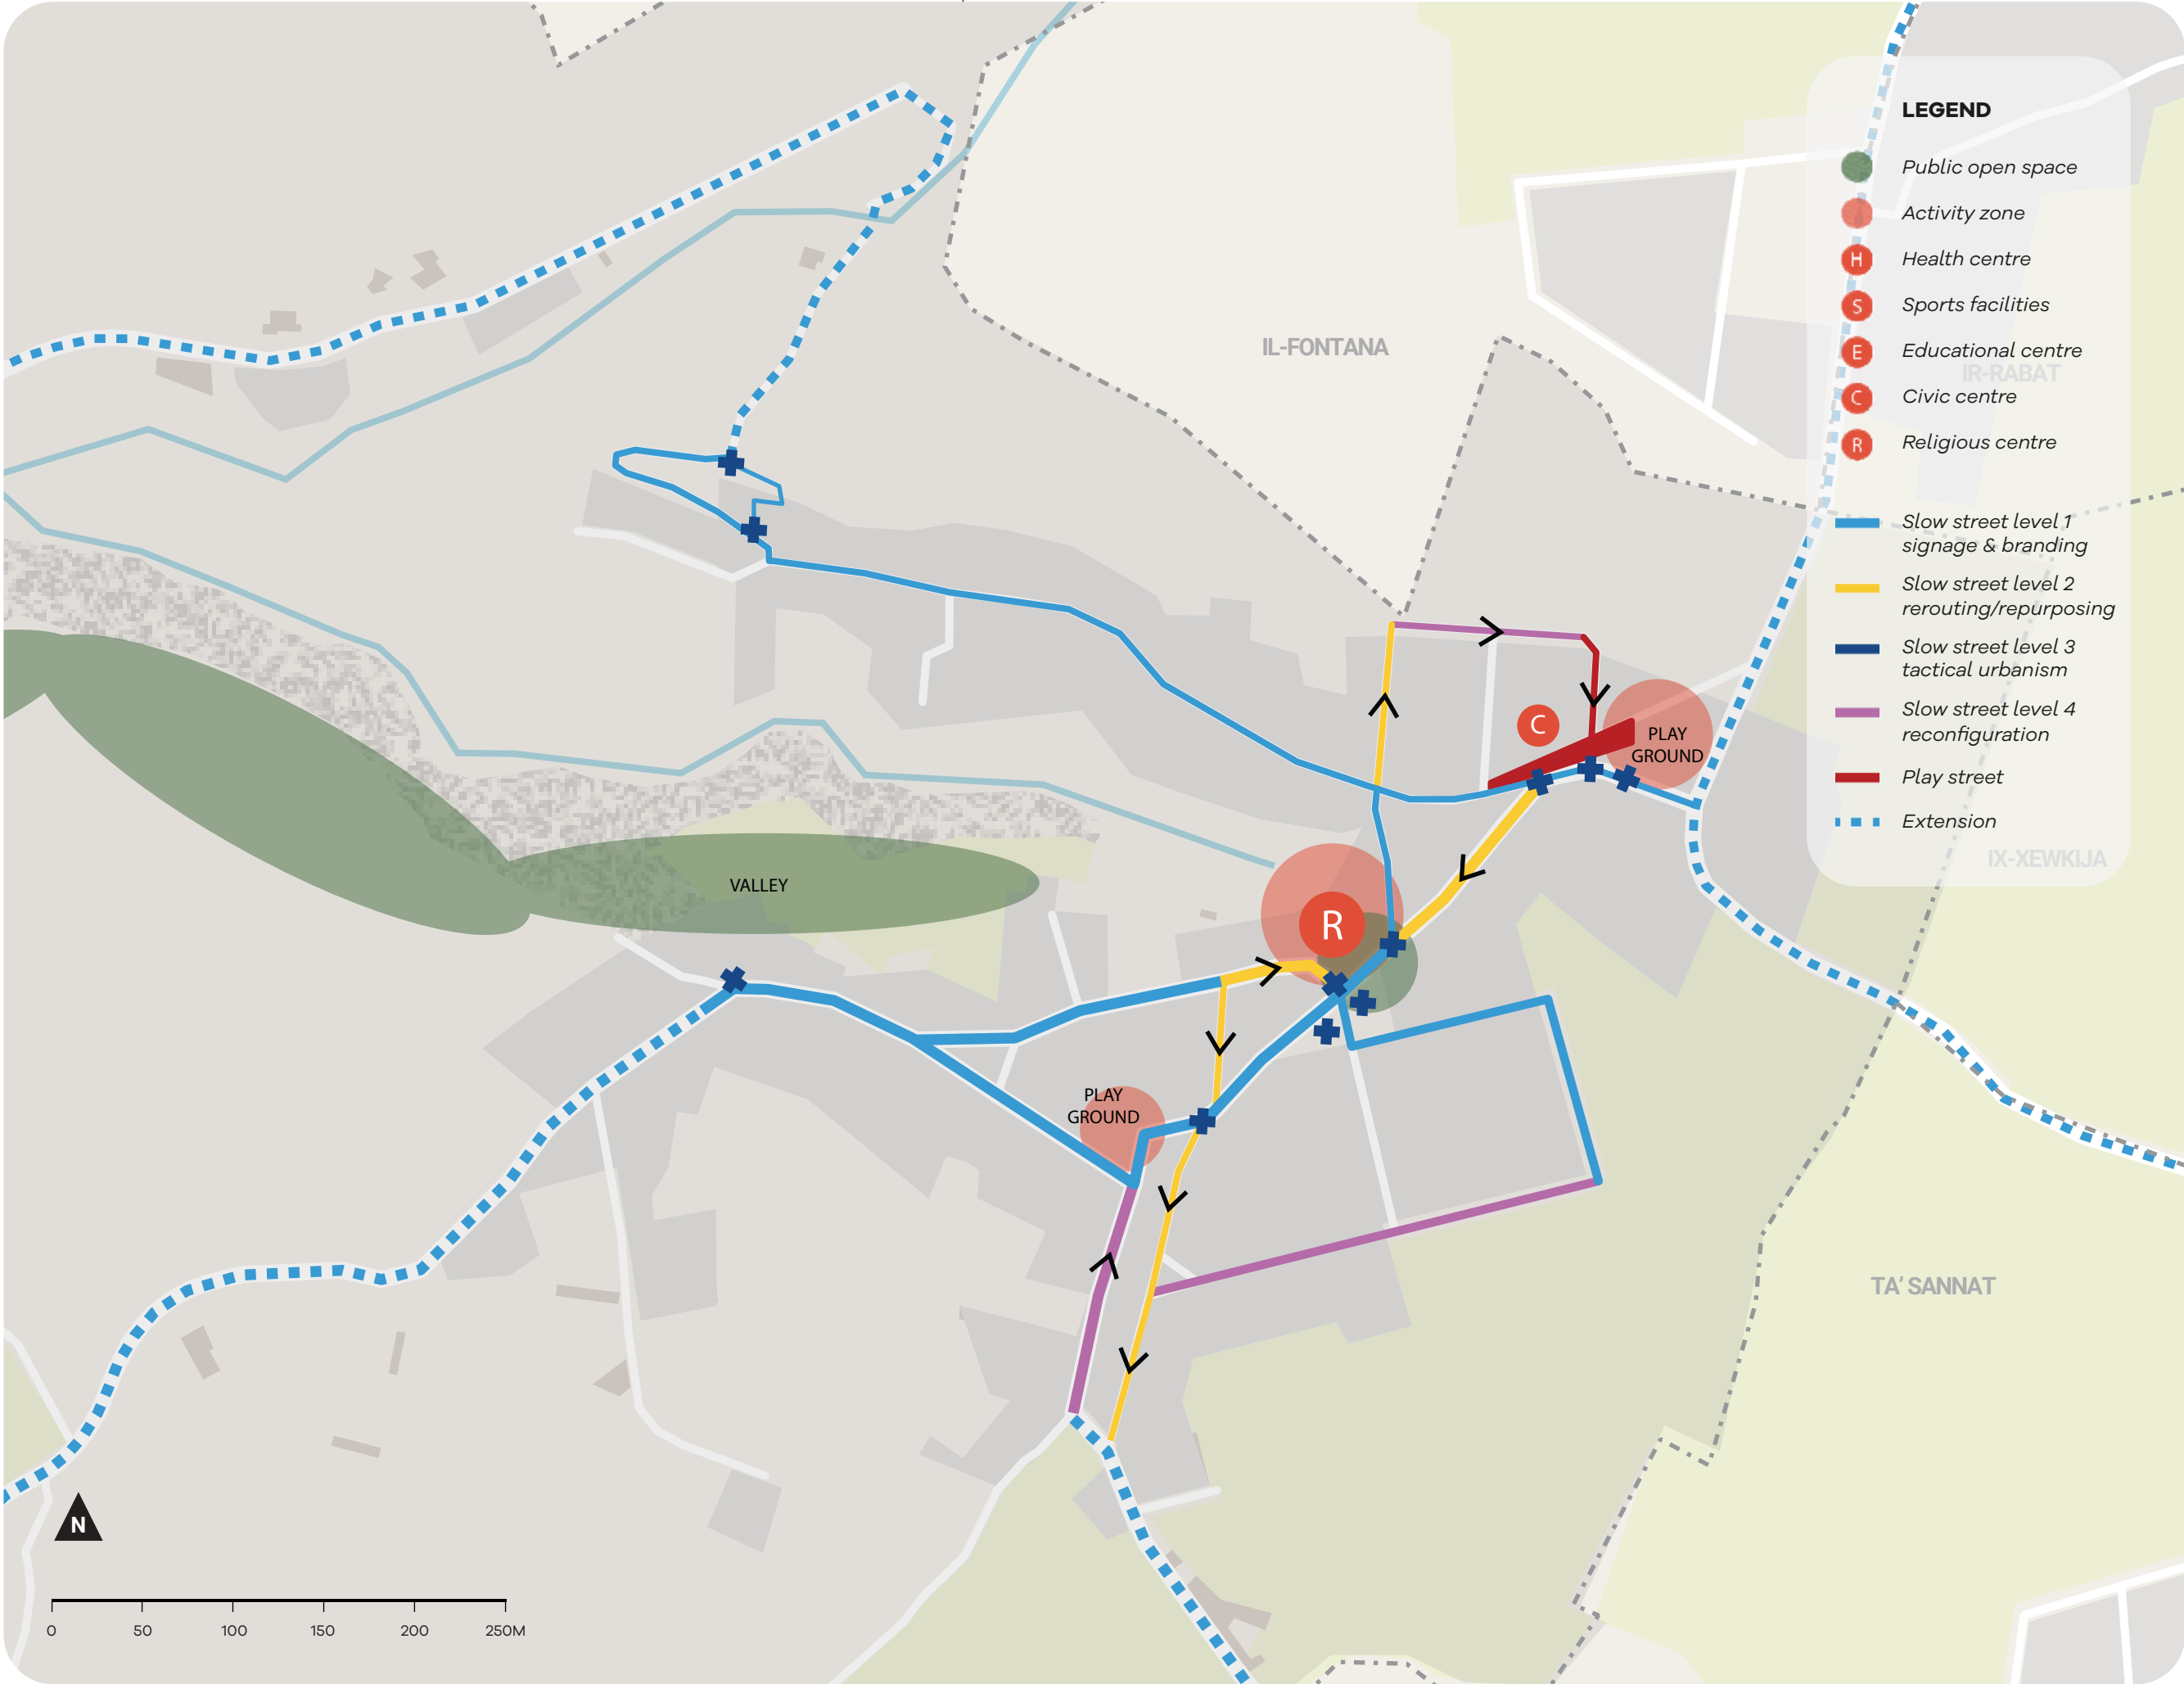 LEGEND
Public open space
Activity zone
H
Health centre
S
Sports facilities
E
Educational centre
C
Civic centre
R
Religious centre
Slow street level 1
signage & branding
Slow street level 2
rerouting/repurposing
Slow street level 3
tactical urbanism
Slow street level 4
reconfiguration
Play street
Extension
IL-FONTANA
IR-RABAT
C
PLAY
GROUND
IX-XEWKIJA
VALLEY
R
PLAY
GROUND
TA' SANNAT
N
0 50 100 150 200 250M